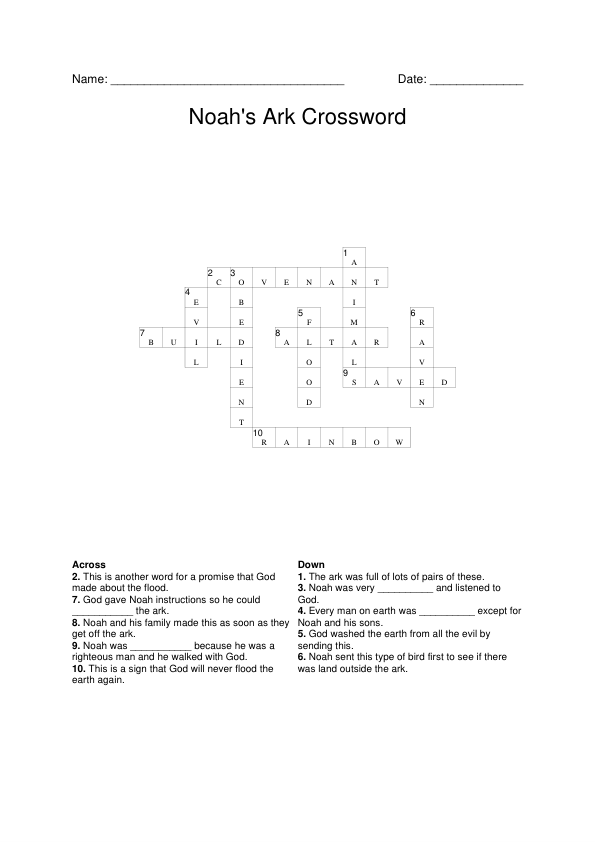 Name: ___________________________________ Date: ______________
Noah's Ark Crossword
1 A
2 C 3 O V E N A N T
4 E B I
V E 5 F M 6 R
7 B U I L D 8 A L T A R A
L I O L V
E O 9 S A V E D
N D N
T
10 R A I N B O W
Across
2. This is another word for a promise that God
made about the flood.
7. God gave Noah instructions so he could
___________ the ark.
8. Noah and his family made this as soon as they
get off the ark.
9. Noah was ___________ because he was a
righteous man and he walked with God.
10. This is a sign that God will never flood the
earth again.
Down
1. The ark was full of lots of pairs of these.
3. Noah was very __________ and listened to
God.
4. Every man on earth was __________ except for
Noah and his sons.
5. God washed the earth from all the evil by
sending this.
6. Noah sent this type of bird first to see if there
was land outside the ark.